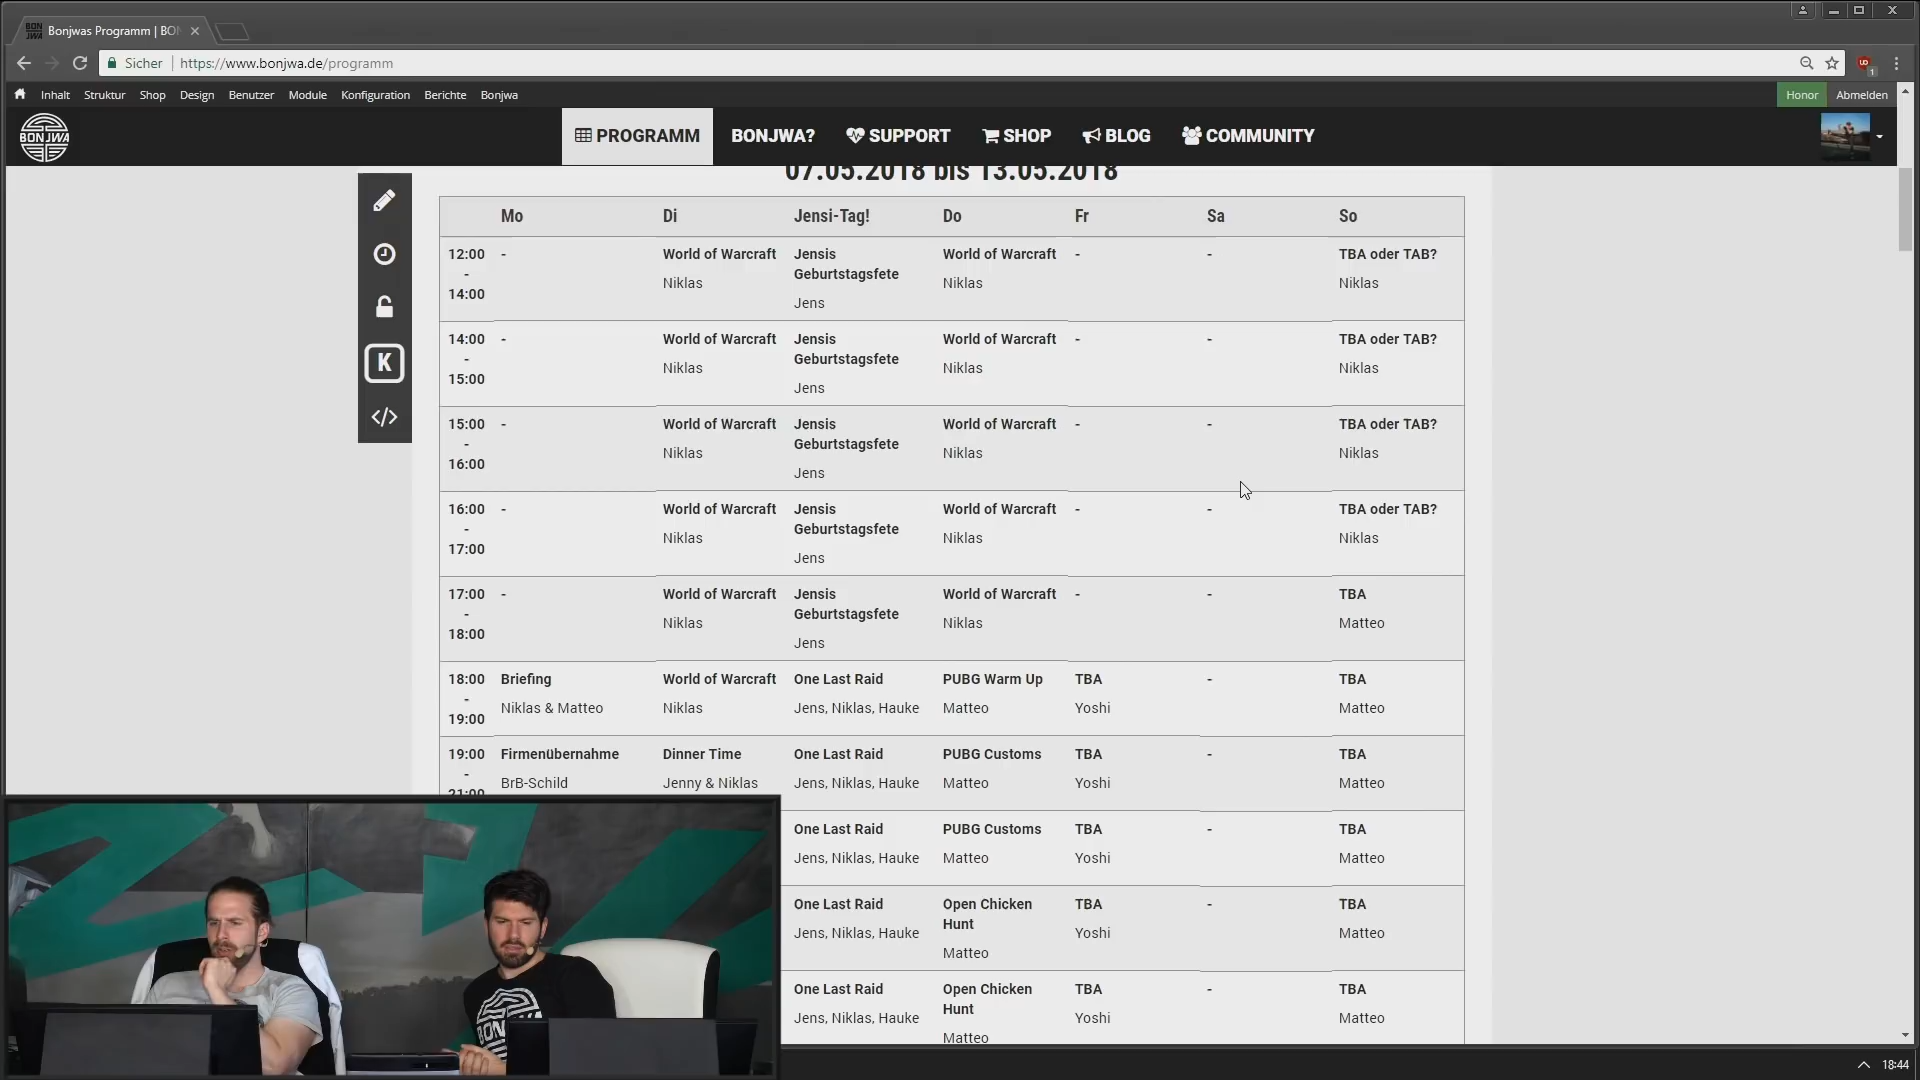 Bonjwas Programm | BO
Sicher
https://www.bonjwa.de/programm
Inhalt Struktur Shop Design Benutzer Module Konfiguration Berichte Bonjwa
Honor Abmelden
BONJWA
PROGRAMM BONJWA? SUPPORT SHOP BLOG COMMUNITY
07.05.2018 bis 13.05.2018
K
</>
Mo Di Jensi-Tag! Do Fr Sa So
12:00 - World of Warcraft Jensis World of Warcraft - - TBA oder TAB?
- Niklas Geburtstagsfete Niklas Niklas
14:00 Jens
14:00 - World of Warcraft Jensis World of Warcraft - - TBA oder TAB?
- Niklas Geburtstagsfete Niklas Niklas
15:00 Jens
15:00 - World of Warcraft Jensis World of Warcraft - - TBA oder TAB?
- Niklas Geburtstagsfete Niklas Niklas
16:00 Jens
16:00 - World of Warcraft Jensis World of Warcraft - - TBA oder TAB?
- Niklas Geburtstagsfete Niklas Niklas
17:00 Jens
17:00 - World of Warcraft Jensis World of Warcraft - - TBA
- Niklas Geburtstagsfete Niklas Matteo
18:00 Jens
18:00 Briefing World of Warcraft One Last Raid PUBG Warm Up TBA - TBA
- Niklas & Matteo Niklas Jens, Niklas, Hauke Matteo Yoshi Matteo
19:00
19:00 Firmenübernahme Dinner Time One Last Raid PUBG Customs TBA - TBA
- BrB-Schild Jenny & Niklas Jens, Niklas, Hauke Matteo Yoshi Matteo
21:00
One Last Raid PUBG Customs TBA - TBA
Jens, Niklas, Hauke Matteo Yoshi Matteo
One Last Raid Open Chicken TBA - TBA
Jens, Niklas, Hauke Hunt Yoshi Matteo
Matteo
One Last Raid Open Chicken TBA - TBA
Jens, Niklas, Hauke Hunt Yoshi Matteo
Matteo
BONJWA
18:44